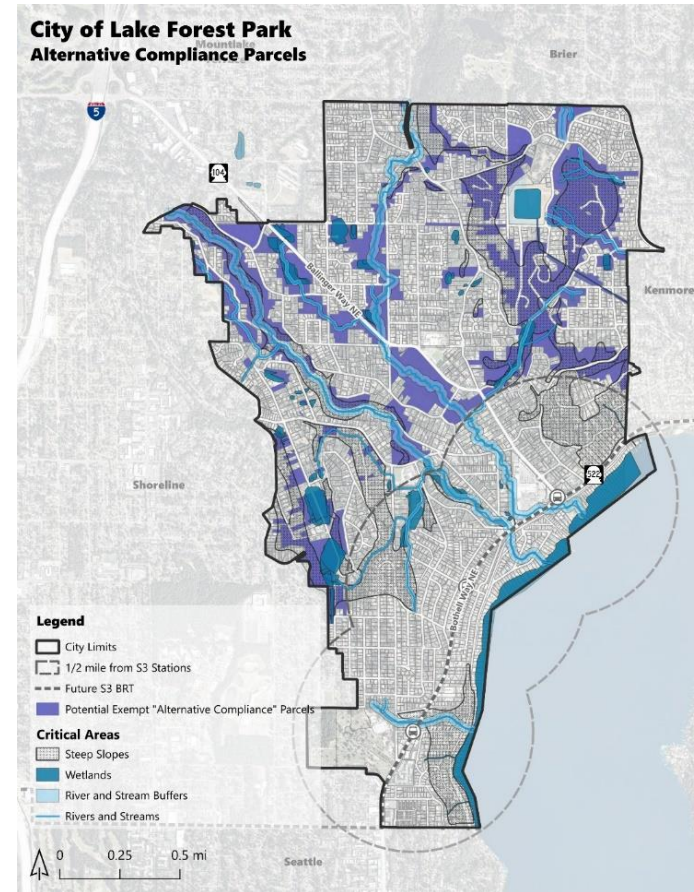 City of Lake Forest Park
Alternative Compliance Parcels
Mountlake
Brier
5
104
Ballinger Way NE
Kenmore
Shoreline
522
Bothell Way NE
Legend
City Limits
1/2 mile from S3 Stations
Future S3 BRT
Potential Exempt "Alternative Compliance" Parcels
Critical Areas
Steep Slopes
Wetlands
River and Stream Buffers
Rivers and Streams
0 0.25 0.5 mi
Seattle